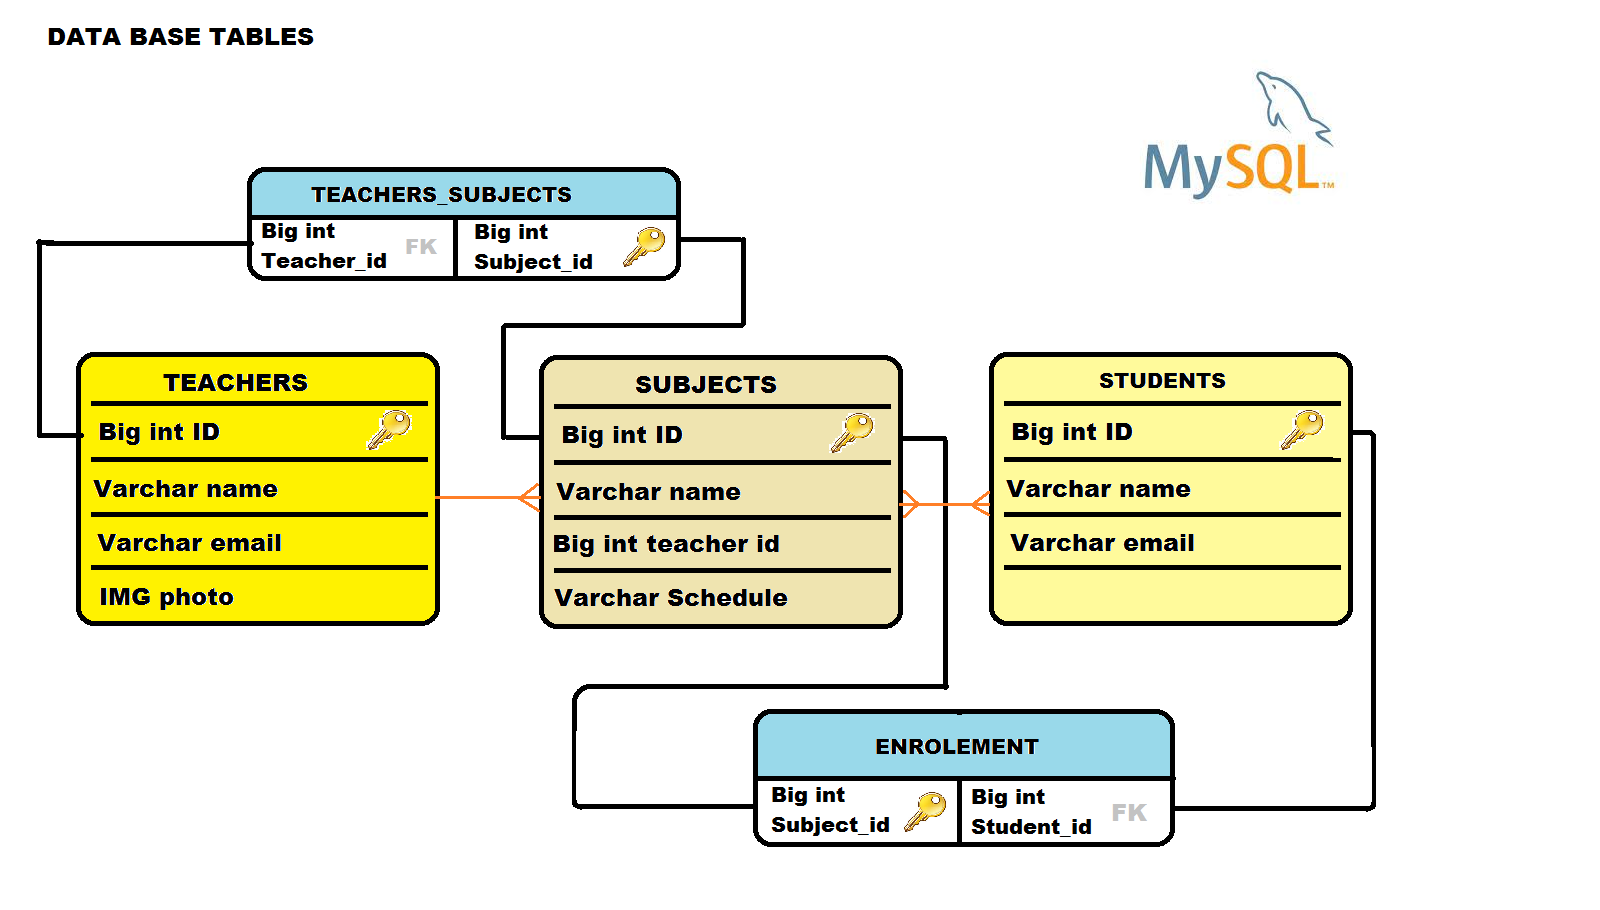 DATA BASE TABLES
MySQL™
TEACHERS_SUBJECTS
Big int
Teacher_id
FK
Big int
Subject_id
TEACHERS
Big int ID
Varchar name
Varchar email
IMG photo
SUBJECTS
Big int ID
Varchar name
Big int teacher id
Varchar Schedule
STUDENTS
Big int ID
Varchar name
Varchar email
ENROLEMENT
Big int
Subject_id
Big int
Student_id
FK